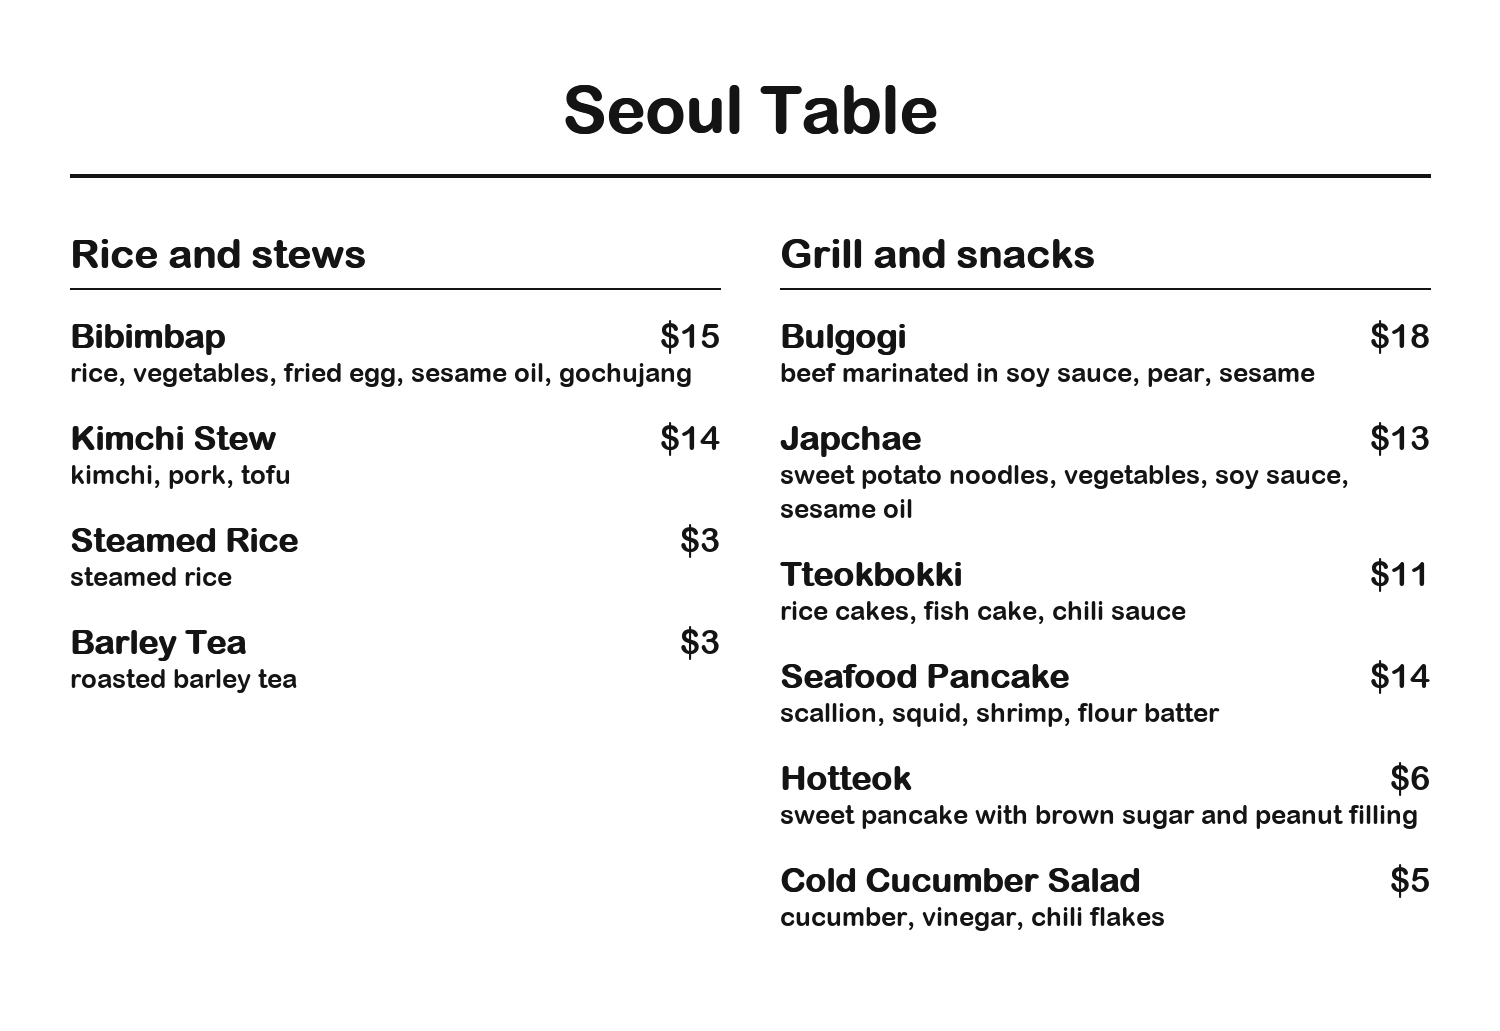 Seoul Table
Rice and stews
Bibimbap $15
rice, vegetables, fried egg, sesame oil, gochujang
Kimchi Stew $14
kimchi, pork, tofu
Steamed Rice $3
steamed rice
Barley Tea $3
roasted barley tea
Grill and snacks
Bulgogi $18
beef marinated in soy sauce, pear, sesame
Japchae $13
sweet potato noodles, vegetables, soy sauce,
sesame oil
Tteokbokki $11
rice cakes, fish cake, chili sauce
Seafood Pancake $14
scallion, squid, shrimp, flour batter
Hotteok $6
sweet pancake with brown sugar and peanut filling
Cold Cucumber Salad $5
cucumber, vinegar, chili flakes